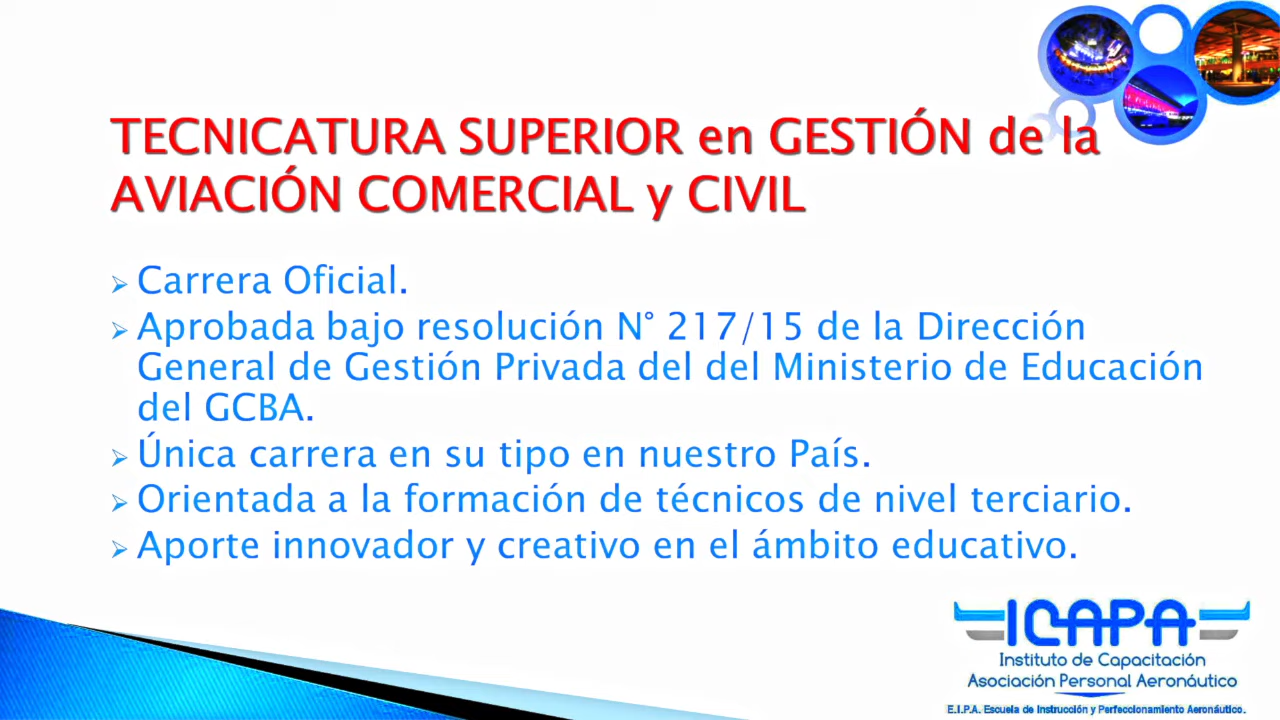 TECNICATURA SUPERIOR en GESTIÓN de la
AVIACIÓN COMERCIAL y CIVIL
Carrera Oficial.
Aprobada bajo resolución N° 217/15 de la Dirección
General de Gestión Privada del del Ministerio de Educación
del GCBA.
Única carrera en su tipo en nuestro País.
Orientada a la formación de técnicos de nivel terciario.
Aporte innovador y creativo en el ámbito educativo.
ICAPA
Instituto de Capacitación
Asociación Personal Aeronáutico
E.I.P.A. Escuela de Instrucción y Perfeccionamiento Aeronáutico.